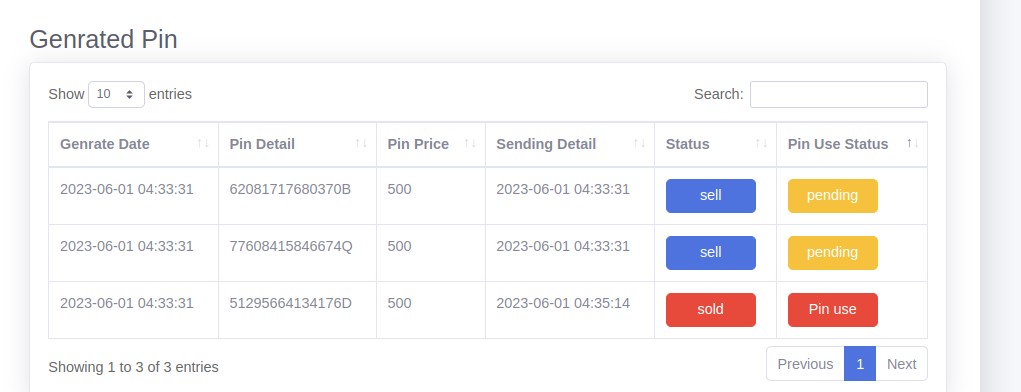 Genrated Pin
Show 10 entries Search:
Genrate Date Pin Detail Pin Price Sending Detail Status Pin Use Status
2023-06-01 04:33:31 62081717680370B 500 2023-06-01 04:33:31 sell pending
2023-06-01 04:33:31 77608415846674Q 500 2023-06-01 04:33:31 sell pending
2023-06-01 04:33:31 51295664134176D 500 2023-06-01 04:35:14 sold Pin use
Showing 1 to 3 of 3 entries Previous 1 Next